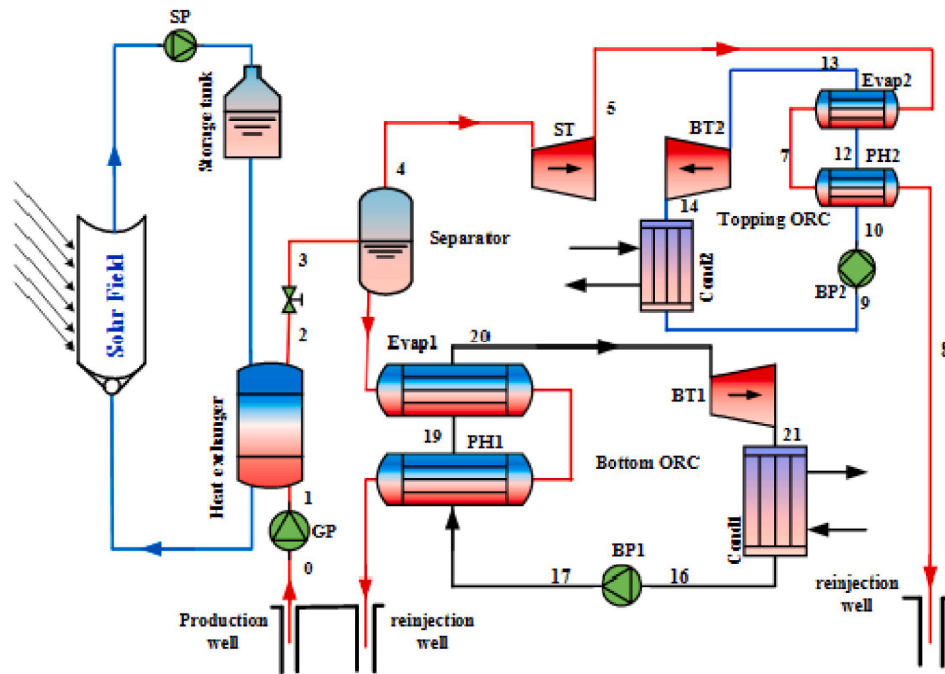 SP
13
Evap2
5
ST
BT2
Storage tank
7
12
PH2
4
14
Topping ORC
Separator
10
3
BP2
Cond2
9
Solar Field
2
20
Evap1
8
BT1
19
PH1
21
Heat exhanger
Bottom ORC
1
GP
Cond1
BP1
0
17
16
Production
well
reinjection
well
reinjection
well